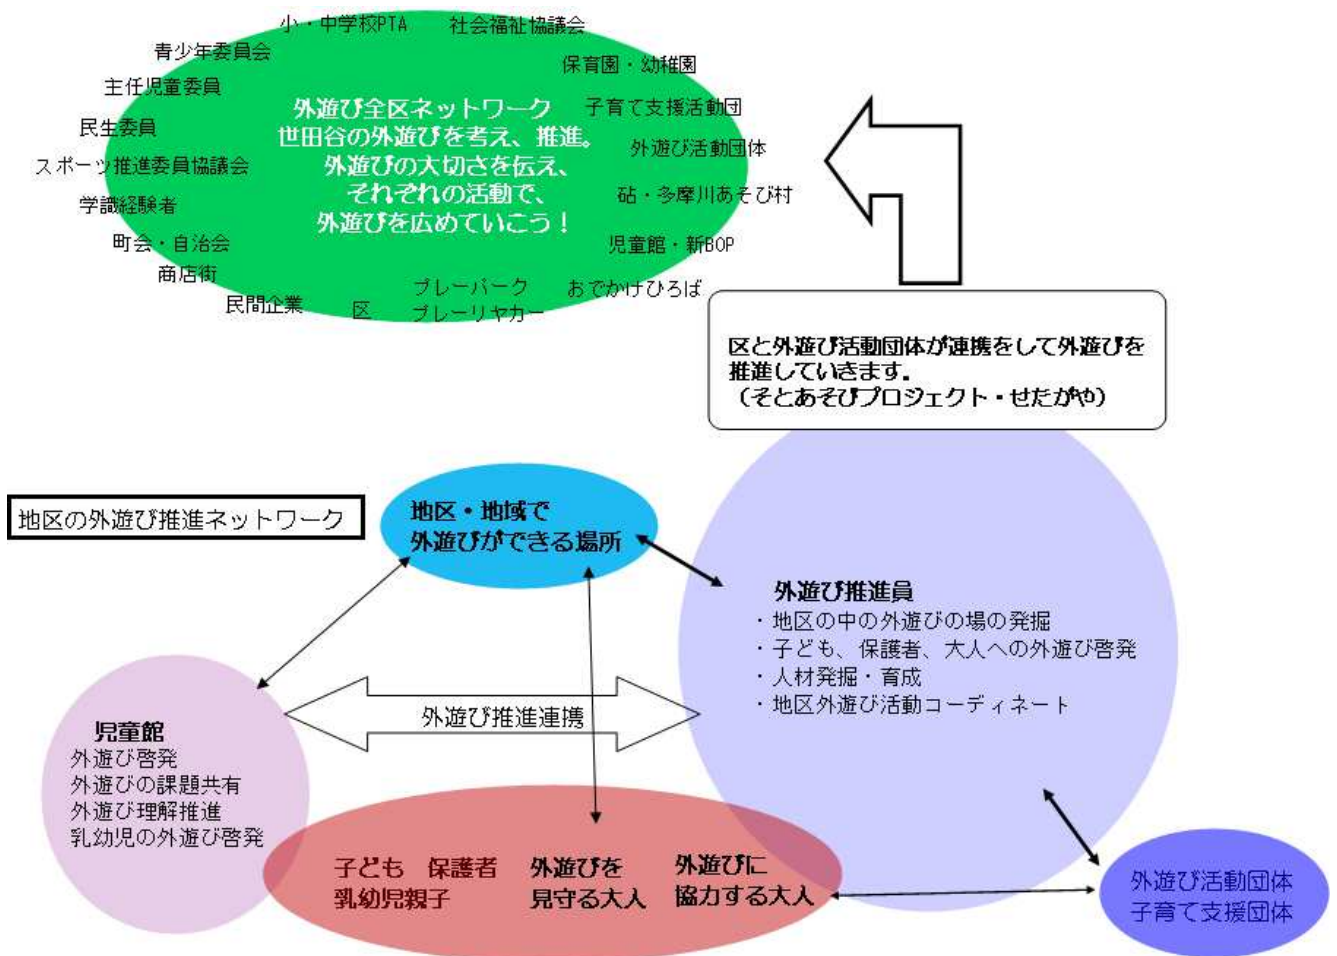 小・中学校PTA
社会福祉協議会
青少年委員会
保育園・幼稚園
主任児童委員
子育て支援活動団
民生委員
外遊び活動団体
スポーツ推進委員協議会
砧・多摩川あそび村
学識経験者
児童館・新BOP
町会・自治会
商店街
おでかけひろば
民間企業
区
プレーパーク
プレーリヤカー
外遊び全区ネットワーク
世田谷の外遊びを考え、推進。
外遊びの大切さを伝え、
それぞれの活動で、
外遊びを広めていこう！
区と外遊び活動団体が連携をして外遊びを
推進していきます。
（そとあそびプロジェクト・せたがや）
地区の外遊び推進ネットワーク
地区・地域で
外遊びができる場所
外遊び推進員
・地区の中の外遊びの場の発掘
・子ども、保護者、大人への外遊び啓発
・人材発掘・育成
・地区外遊び活動コーディネート
外遊び推進連携
児童館
外遊び啓発
外遊びの課題共有
外遊び理解推進
乳幼児の外遊び啓発
子ども　保護者
乳幼児親子
外遊びを
見守る大人
外遊びに
協力する大人
外遊び活動団体
子育て支援団体